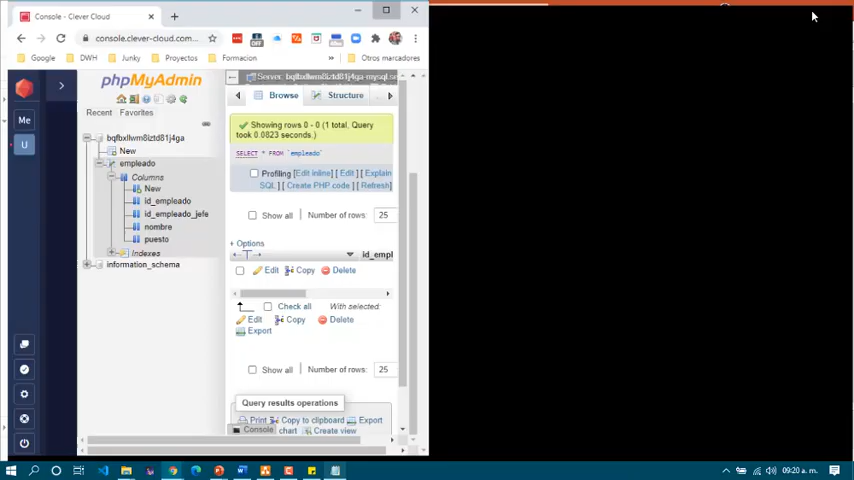 Console - Clever Cloud
console.clever-cloud.com...
Google
DWH
Junky
Proyectos
Formacion
»
Otros marcadores
phpMyAdmin
Recent
Favorites
New
empleado
Columns
New
id_empleado
id_empleado_jefe
nombre
puesto
Indexes
information_schema
Me
U
Browse
Structure
Showing rows 0 - 0 (1 total, Query
took 0.0823 seconds.)
SELECT * FROM `empleado`
Profiling [Edit inline] [ Edit ] [ Explain
SQL ] [ Create PHP code ] [ Refresh]
Show all
Number of rows:
25
Options
id_empl
Edit
Copy
Delete
Check all
With selected:
Edit
Copy
Delete
Export
Show all
Number of rows:
25
Query results operations
Print
Copy to clipboard
Export
Console
chart
Create view
09:20 a. m.